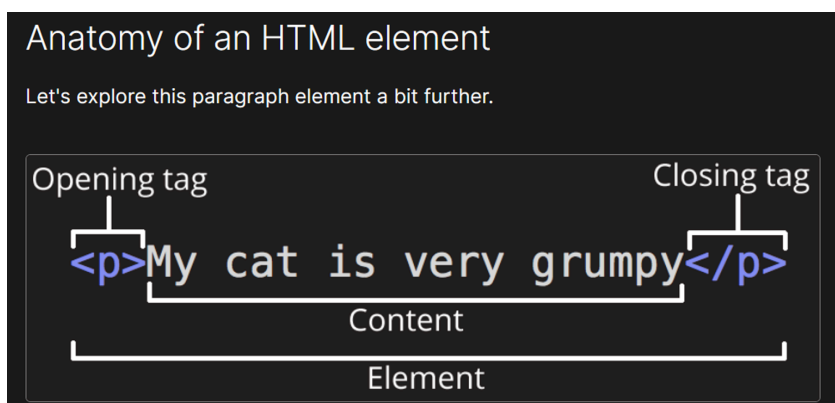 Anatomy of an HTML element
Let's explore this paragraph element a bit further.
Opening tag
Closing tag
<p>My cat is very grumpy</p>
Content
Element